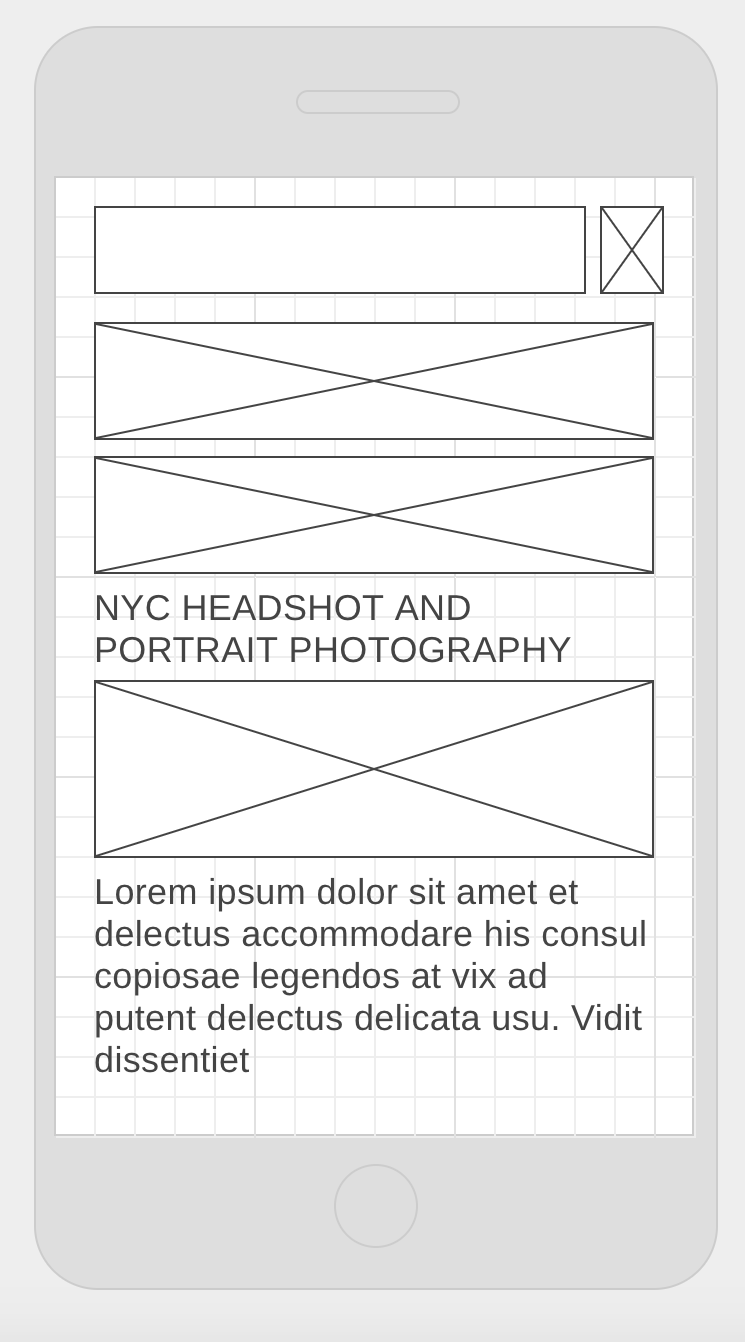 NYC HEADSHOT AND
PORTRAIT PHOTOGRAPHY
Lorem ipsum dolor sit amet et
delectus accommodare his consul
copiosae legendos at vix ad
putent delectus delicata usu. Vidit
dissentiet